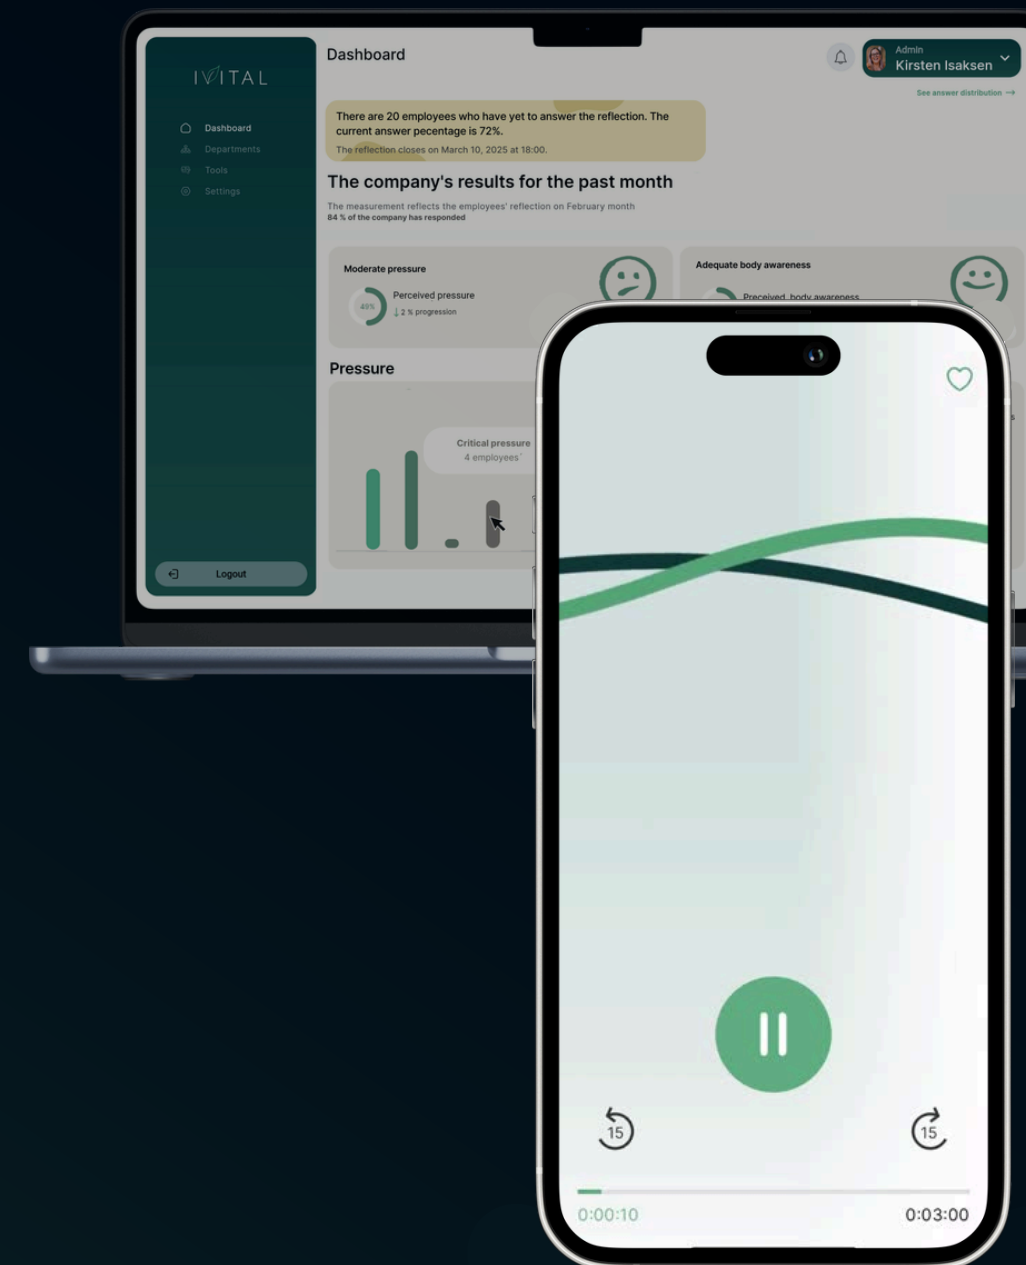 IVITAL
Dashboard
Departments
Tools
Settings
Logout
Dashboard
Admin
Kirsten Isaksen
See answer distribution →
There are 20 employees who have yet to answer the reflection. The
current answer pecentage is 72%.
The reflection closes on March 10, 2025 at 18:00.
The company's results for the past month
The measurement reflects the employees' reflection on February month
84 % of the company has responded
Moderate pressure
49%
Perceived pressure
↓ 2 % progression
Adequate body awareness
Preceived body awareness
Pressure
Critical pressure
4 employees
15
15
0:00:10
0:03:00